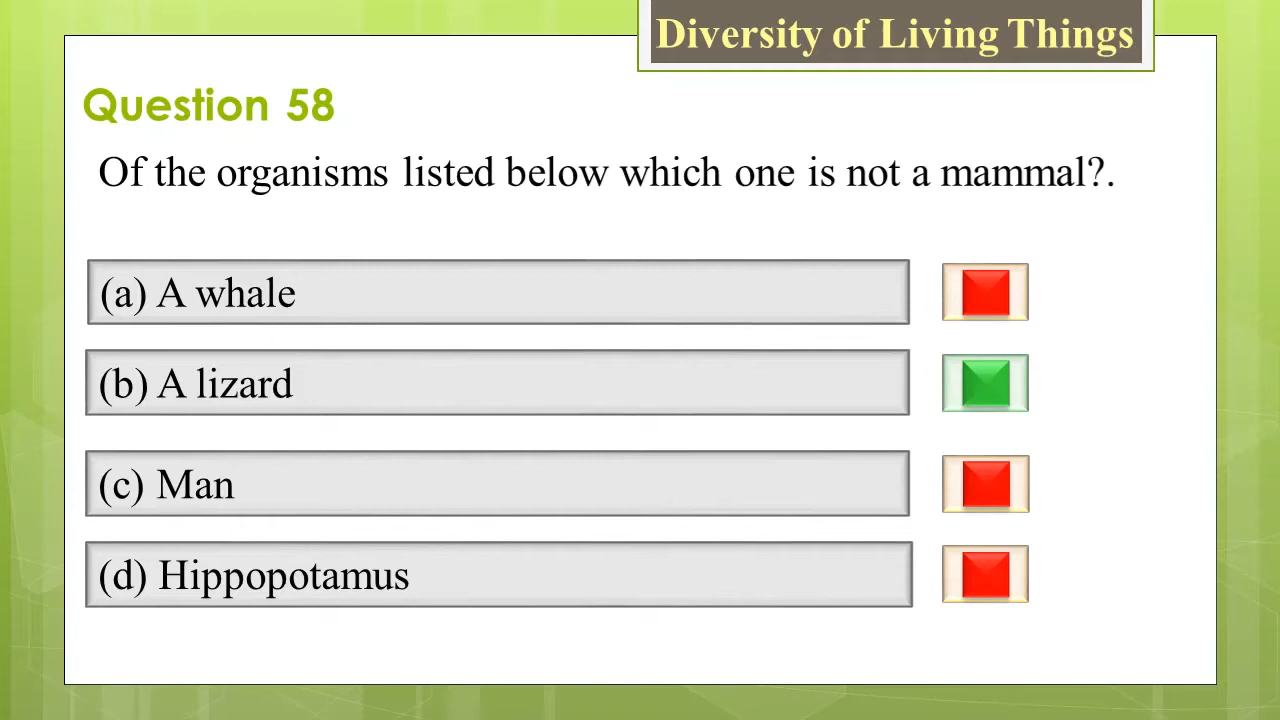 Diversity of Living Things
Question 58
Of the organisms listed below which one is not a mammal?.
(a) A whale
(b) A lizard
(c) Man
(d) Hippopotamus